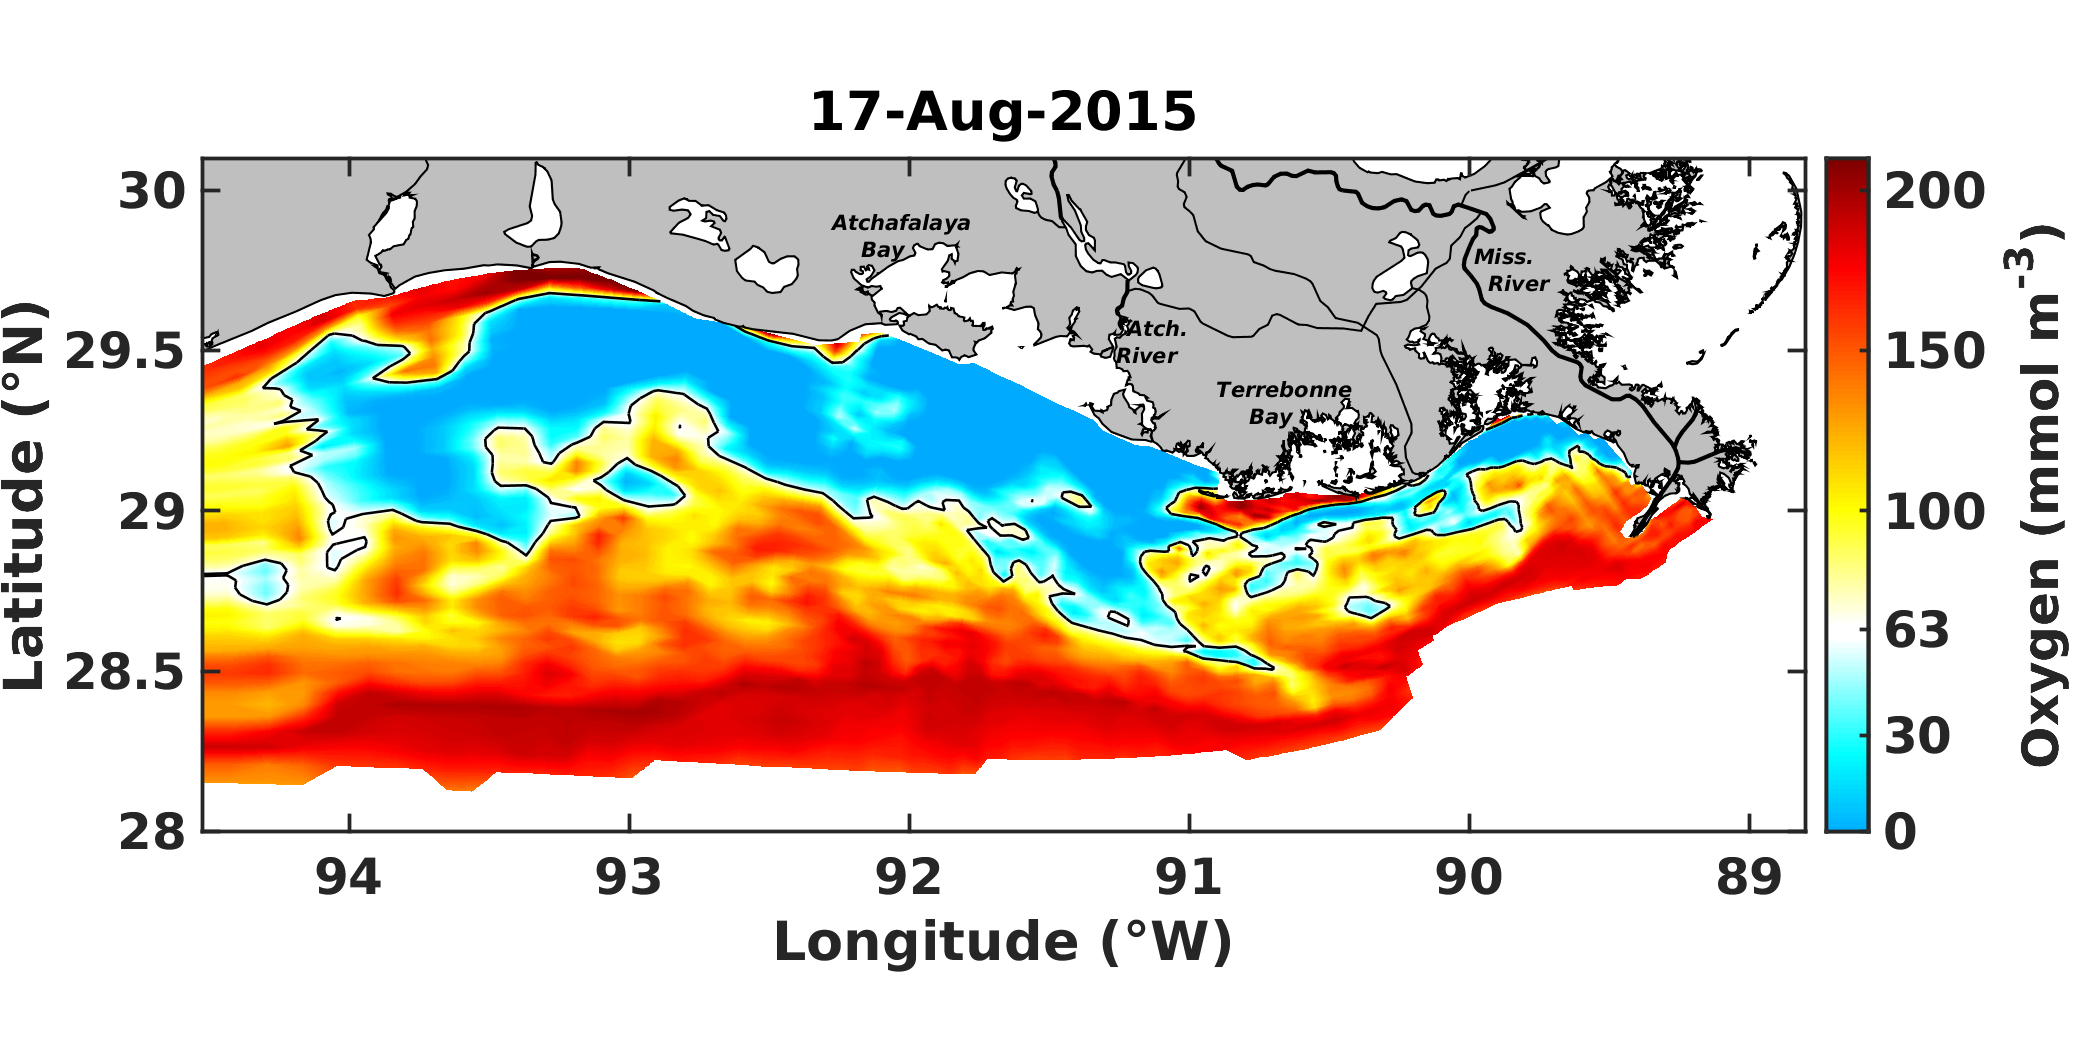 17-Aug-2015
Atchafalaya
Bay
Miss.
River
Atch.
River
Terrebonne
Bay
30
29.5
29
28.5
28
Latitude (°N)
94 93 92 91 90 89
Longitude (°W)
200
150
100
63
30
0
Oxygen (mmol m⁻³)